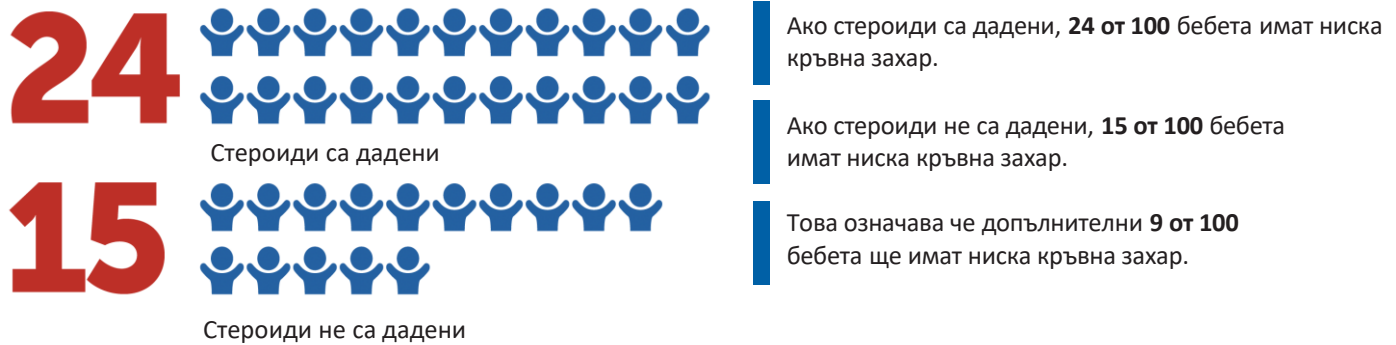 24
Стероиди са дадени
15
Стероиди не са дадени
Ако стероиди са дадени, 24 от 100 бебета имат ниска
кръвна захар.
Ако стероиди не са дадени, 15 от 100 бебета
имат ниска кръвна захар.
Това означава че допълнителни 9 от 100
бебета ще имат ниска кръвна захар.